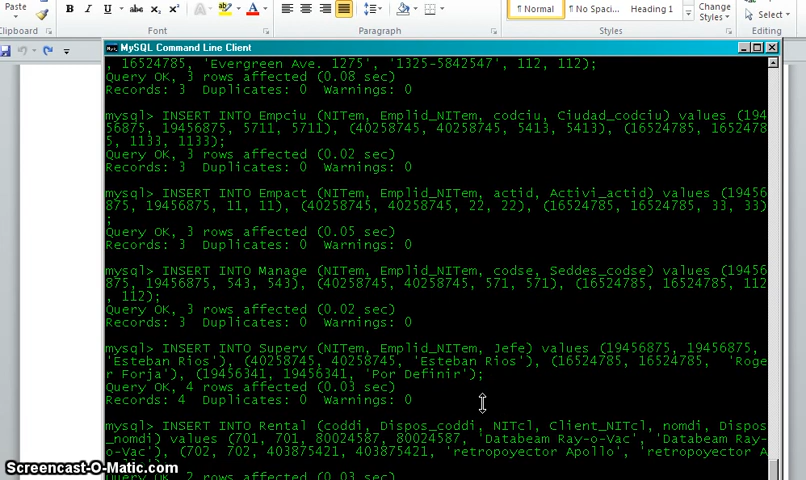 Paste
B I U abc x₂ x² A
Font
Paragraph
¶ Normal ¶ No Spaci... Heading 1
Change
Styles
Styles
Select
Editing
Clipboard
MySQL Command Line Client
, 16524785, 'Evergreen Ave. 1275', '1325-5842547', 112, 112);
Query OK, 3 rows affected (0.08 sec)
Records: 3  Duplicates: 0  Warnings: 0
mysql> INSERT INTO Empciu (NITem, Emplid_NITem, codciu, Ciudad_codciu) values (194
56875, 19456875, 5711, 5711), (40258745, 40258745, 5413, 5413), (16524785, 1652478
5, 1133, 1133);
Query OK, 3 rows affected (0.02 sec)
Records: 3  Duplicates: 0  Warnings: 0
mysql> INSERT INTO Empact (NITem, Emplid_NITem, actid, Activi_actid) values (19456
875, 19456875, 11, 11), (40258745, 40258745, 22, 22), (16524785, 16524785, 33, 33)
;
Query OK, 3 rows affected (0.05 sec)
Records: 3  Duplicates: 0  Warnings: 0
mysql> INSERT INTO Manage (NITem, Emplid_NITem, codse, Seddes_codse) values (19456
875, 19456875, 543, 543), (40258745, 40258745, 571, 571), (16524785, 16524785, 112
, 112);
Query OK, 3 rows affected (0.02 sec)
Records: 3  Duplicates: 0  Warnings: 0
mysql> INSERT INTO Superv (NITem, Emplid_NITem, Jefe) values (19456875, 19456875,
'Esteban Rios'), (40258745, 40258745, 'Esteban Rios'), (16524785, 16524785,  'Roge
r Forja'), (19456341, 19456341, 'Por Definir');
Query OK, 4 rows affected (0.03 sec)
Records: 4  Duplicates: 0  Warnings: 0
mysql> INSERT INTO Rental (coddi, Dispos_coddi, NITcl, Client_NITcl, nomdi, Dispos
_nomdi) values (701, 701, 80024587, 80024587, 'Databeam Ray-o-Vac', 'Databeam Ray-
o-Vac'), (702, 702, 403875421, 403875421, 'retropoyector Apollo', 'retropoyector A
Query OK, 2 rows affected (0.03 sec)
Screencast-O-Matic.com